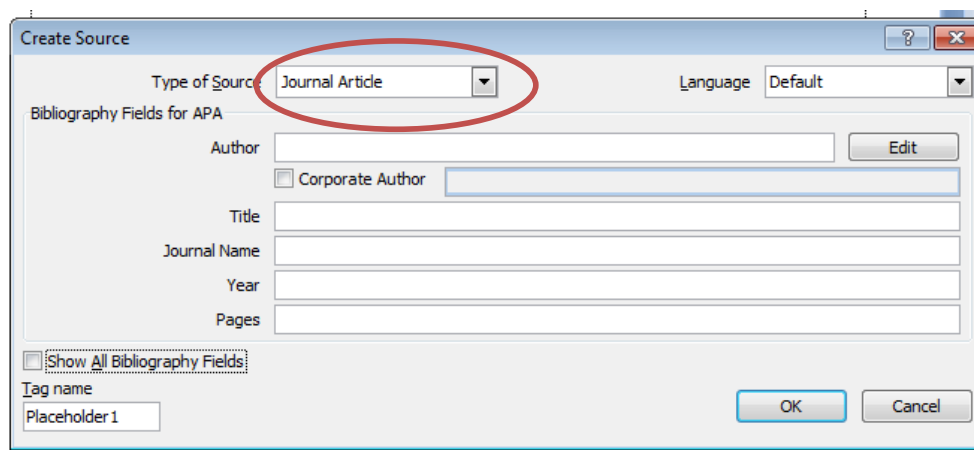 Create Source
Type of Source Journal Article Language Default
Bibliography Fields for APA
Author Edit
Corporate Author
Title
Journal Name
Year
Pages
Show All Bibliography Fields
Tag name
Placeholder1 OK Cancel